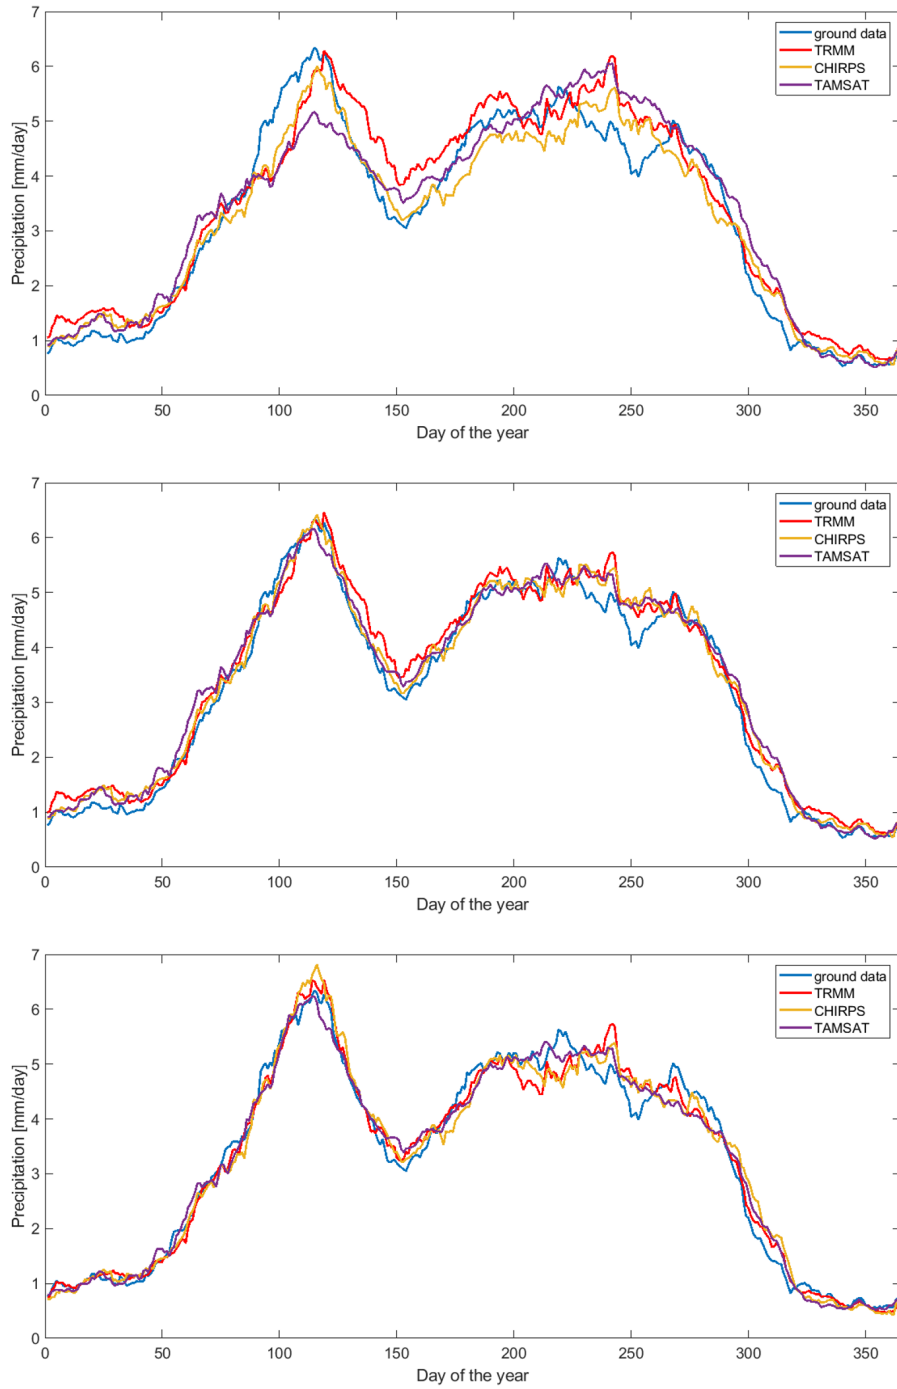 7
6
5
4
3
2
1
0
Precipitation [mm/day]
ground data
TRMM
CHIRPS
TAMSAT
0 50 100 150 200 250 300 350
Day of the year
7
6
5
4
3
2
1
0
Precipitation [mm/day]
ground data
TRMM
CHIRPS
TAMSAT
0 50 100 150 200 250 300 350
Day of the year
7
6
5
4
3
2
1
0
Precipitation [mm/day]
ground data
TRMM
CHIRPS
TAMSAT
0 50 100 150 200 250 300 350
Day of the year